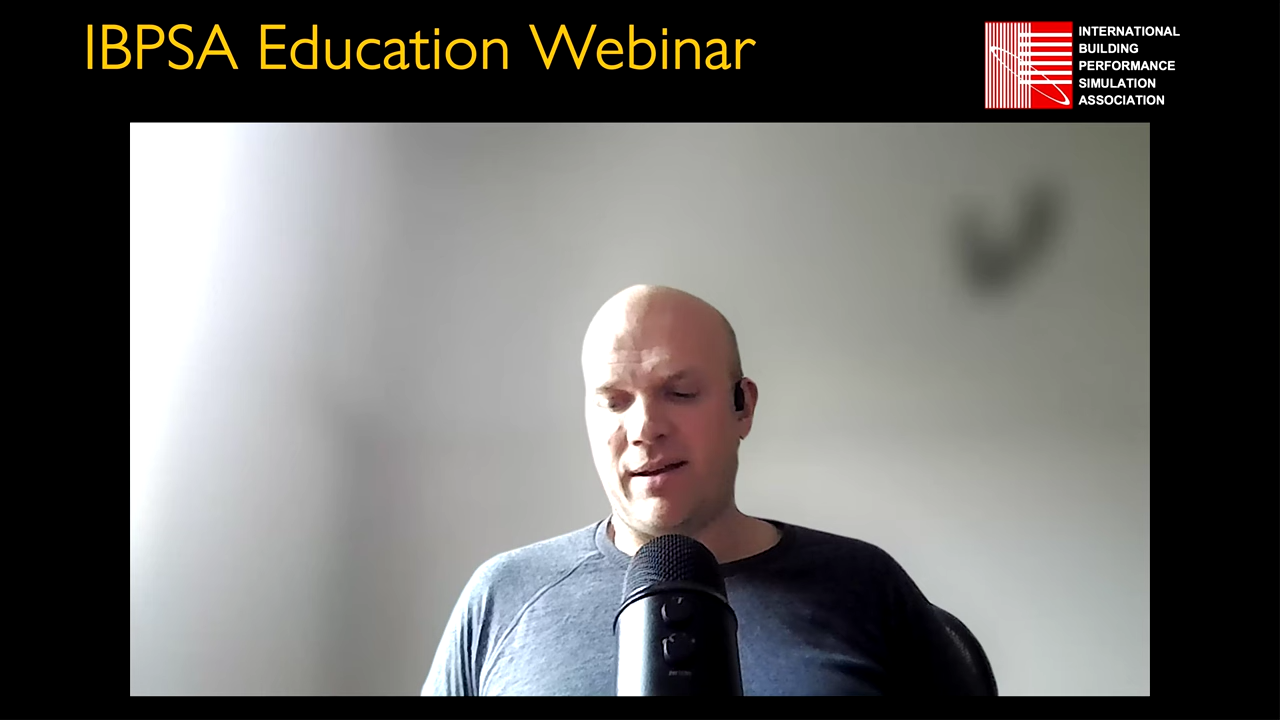 IBPSA Education Webinar
INTERNATIONAL
BUILDING
PERFORMANCE
SIMULATION
ASSOCIATION